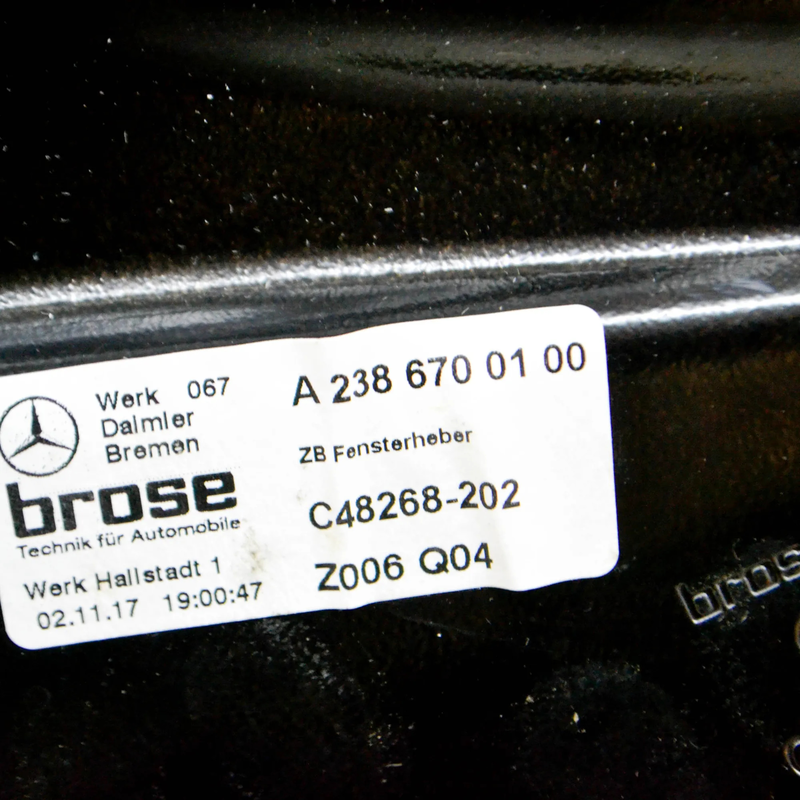 Werk 067
Daimler
Bremen
brose
Technik für Automobile
Werk Hallstadt 1
02.11.17 19:00:47
A 238 670 01 00
ZB Fensterheber
C48268-202
Z006 Q04
brose